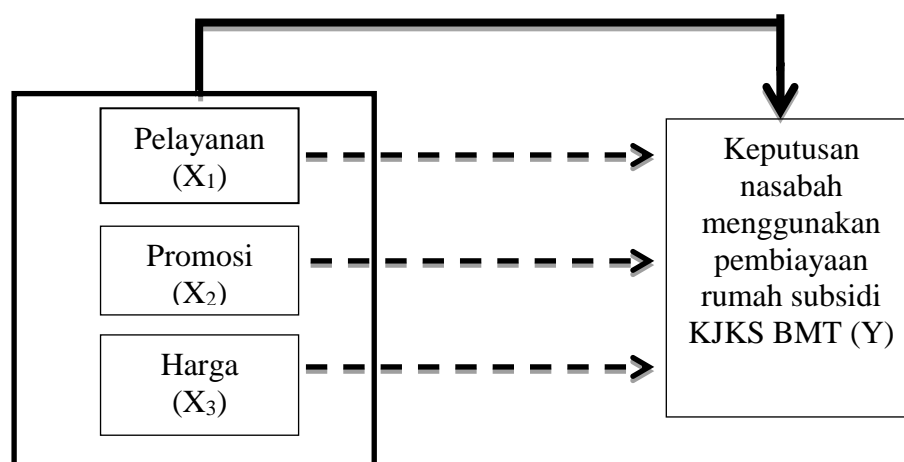 Pelayanan
(X₁)
Promosi
(X₂)
Harga
(X₃)
Keputusan
nasabah
menggunakan
pembiayaan
rumah subsidi
KJKS BMT (Y)